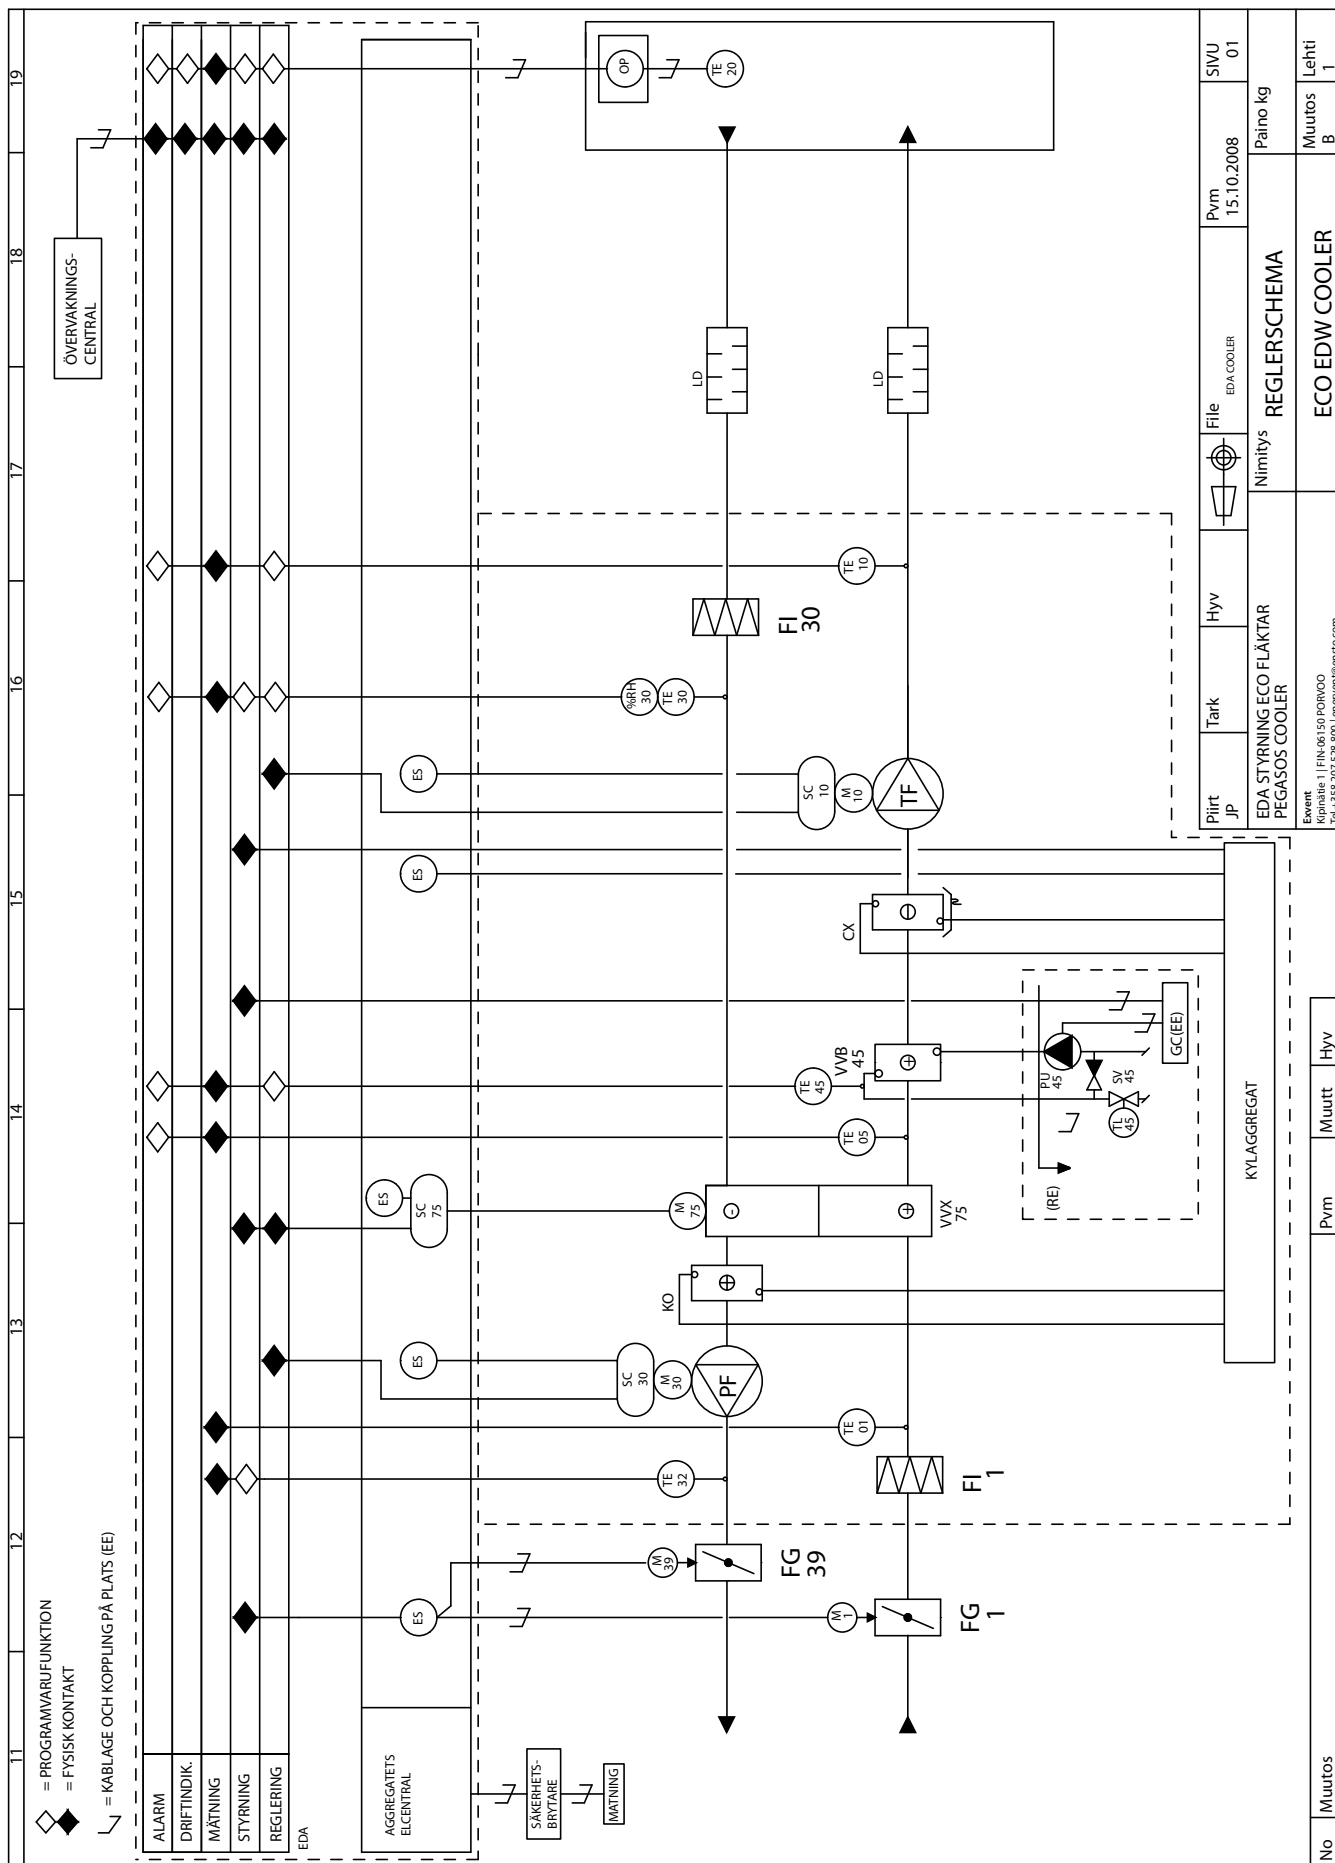 11
12
13
14
15
16
17
18
19
= PROGRAMVARUFUNKTION
= FYSISK KONTAKT
= KABLAGE OCH KOPPLING PÅ PLATS (EE)
ÖVERVAKNINGS-
CENTRAL
ALARM
DRIFTINDIK.
MÄTNING
STYRNING
REGLERING
EDA
AGGREGATETS
ELCENTRAL
SÄKERHETS-
BRYTARE
MATNING
ES
ES
ES
SC
75
ES
ES
OP
TE
20
M
39
FG
39
TE
32
SC
30
M
30
PF
KO
M
75
-
+
VVX
75
%RH
30
TE
30
FI
30
LD
M
1
FG
1
FI
1
TE
01
TE
05
TE
45
VVB
45
CX
SC
10
M
10
TF
TE
10
LD
(RE)
PU
45
SV
45
TL
45
GC(EE)
KYLAGGREGAT
Piirt
JP
Tark
Hyv
File
EDA COOLER
Pvm
15.10.2008
SIVU
01
EDA STYRNING ECO FLÄKTAR
PEGASOS COOLER
Nimitys
REGLERSCHEMA
Paino kg
Exvent
Kipinätie 1 | FIN-06150 PORVOO
ECO EDW COOLER
Muutos
B
Lehti
1
No
Muutos
Pvm
Muutt
Hyv